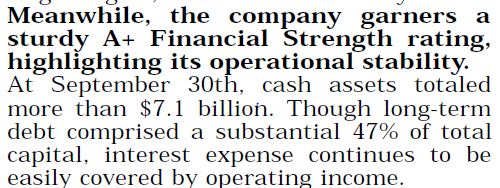 Meanwhile, the company garners a
sturdy A+ Financial Strength rating,
highlighting its operational stability.
At September 30th, cash assets totaled
more than $7.1 billion. Though long-term
debt comprised a substantial 47% of total
capital, interest expense continues to be
easily covered by operating income.